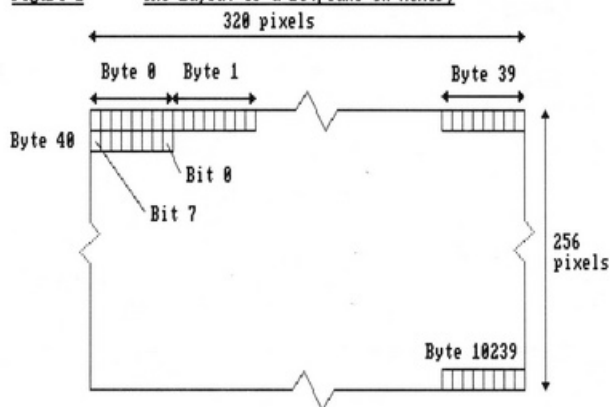 320 pixels
Byte 0 Byte 1 Byte 39
Byte 40
Bit 0
Bit 7
256
pixels
Byte 10239